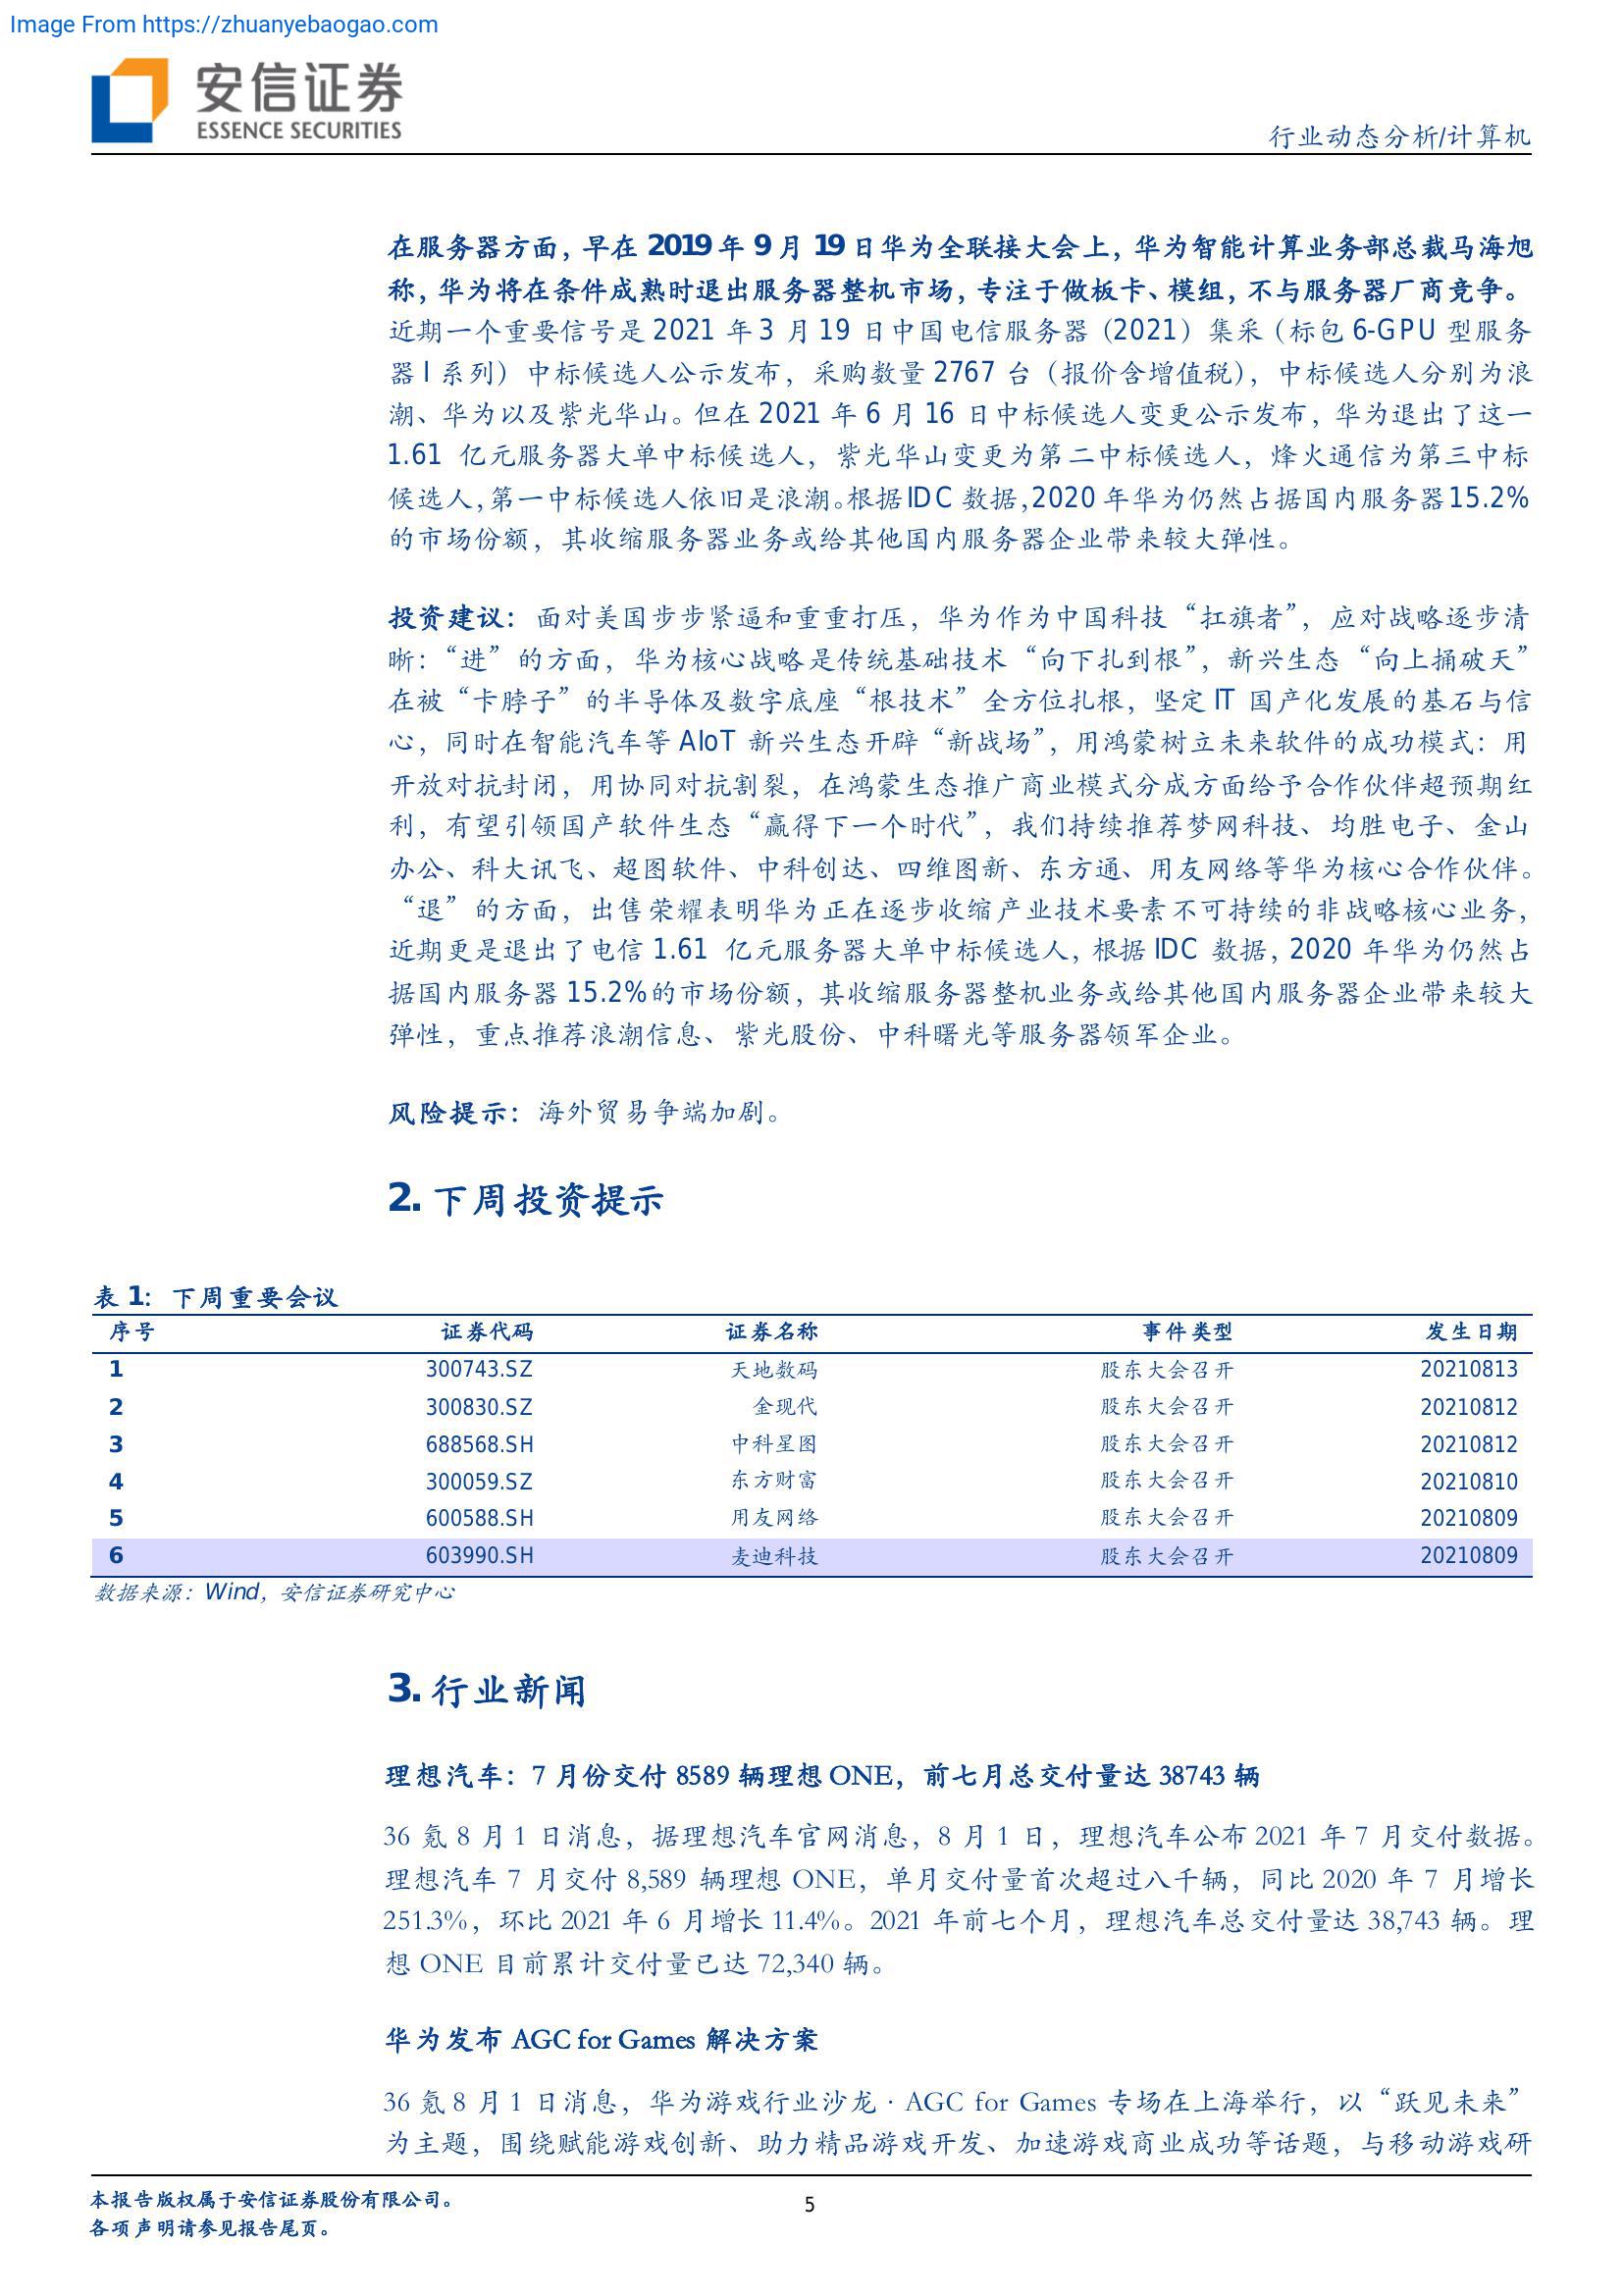 Image From https://zhuanyebaogao.com
安信证券
ESSENCE SECURITIES
行业动态分析/计算机
在服务器方面，早在 2019 年 9 月 19 日华为全联接大会上，华为智能计算业务部总裁马海旭
称，华为将在条件成熟时退出服务器整机市场，专注于做板卡、模组，不与服务器厂商竞争。
近期一个重要信号是 2021 年 3 月 19 日中国电信服务器（2021）集采（标包 6-GPU 型服务
器 I 系列）中标候选人公示发布，采购数量 2767 台（报价含增值税），中标候选人分别为浪
潮、华为以及紫光华山。但在 2021 年 6 月 16 日中标候选人变更公示发布，华为退出了这一
1.61 亿元服务器大单中标候选人，紫光华山变更为第二中标候选人，烽火通信为第三中标
候选人，第一中标候选人依旧是浪潮。根据 IDC 数据，2020 年华为仍然占据国内服务器 15.2%
的市场份额，其收缩服务器业务或给其他国内服务器企业带来较大弹性。
投资建议：面对美国步步紧逼和重重打压，华为作为中国科技“扛旗者”，应对战略逐步清
晰：“进”的方面，华为核心战略是传统基础技术“向下扎到根”，新兴生态“向上捅破天”
在被“卡脖子”的半导体及数字底座“根技术”全方位扎根，坚定 IT 国产化发展的基石与信
心，同时在智能汽车等 AIoT 新兴生态开辟“新战场”，用鸿蒙树立未来软件的成功模式：用
开放对抗封闭，用协同对抗割裂，在鸿蒙生态推广商业模式分成方面给予合作伙伴超预期红
利，有望引领国产软件生态“赢得下一个时代”，我们持续推荐梦网科技、均胜电子、金山
办公、科大讯飞、超图软件、中科创达、四维图新、东方通、用友网络等华为核心合作伙伴。
“退”的方面，出售荣耀表明华为正在逐步收缩产业技术要素不可持续的非战略核心业务，
近期更是退出了电信 1.61 亿元服务器大单中标候选人，根据 IDC 数据，2020 年华为仍然占
据国内服务器 15.2%的市场份额，其收缩服务器整机业务或给其他国内服务器企业带来较大
弹性，重点推荐浪潮信息、紫光股份、中科曙光等服务器领军企业。
风险提示：海外贸易争端加剧。
2. 下周投资提示
表 1：下周重要会议
序号 证券代码 证券名称 事件类型 发生日期
1 300743.SZ 天地数码 股东大会召开 20210813
2 300830.SZ 金现代 股东大会召开 20210812
3 688568.SH 中科星图 股东大会召开 20210812
4 300059.SZ 东方财富 股东大会召开 20210810
5 600588.SH 用友网络 股东大会召开 20210809
6 603990.SH 麦迪科技 股东大会召开 20210809
数据来源：Wind，安信证券研究中心
3. 行业新闻
理想汽车：7 月份交付 8589 辆理想 ONE，前七月总交付量达 38743 辆
36 氪 8 月 1 日消息，据理想汽车官网消息，8 月 1 日，理想汽车公布 2021 年 7 月交付数据。
理想汽车 7 月交付 8,589 辆理想 ONE，单月交付量首次超过八千辆，同比 2020 年 7 月增长
251.3%，环比 2021 年 6 月增长 11.4%。2021 年前七个月，理想汽车总交付量达 38,743 辆。理
想 ONE 目前累计交付量已达 72,340 辆。
华为发布 AGC for Games 解决方案
36 氪 8 月 1 日消息，华为游戏行业沙龙 · AGC for Games 专场在上海举行，以“跃见未来”
为主题，围绕赋能游戏创新、助力精品游戏开发、加速游戏商业成功等话题，与移动游戏研
本报告版权属于安信证券股份有限公司。
5
各项声明请参见报告尾页。